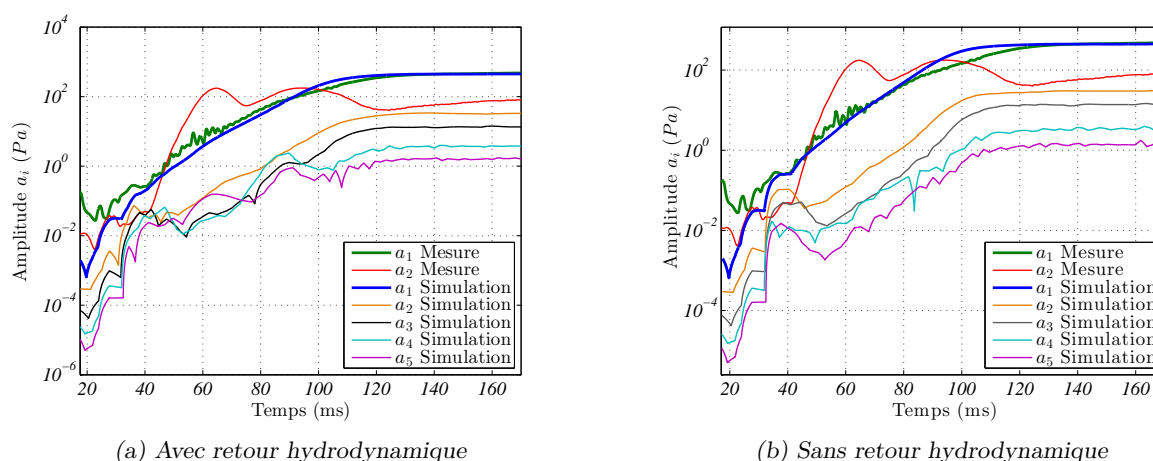 10^4
10^2
10^0
10^-2
10^-4
10^-6
Amplitude a_i (Pa)
20 40 60 80 100 120 140 160
Temps (ms)
a_1 Mesure
a_2 Mesure
a_1 Simulation
a_2 Simulation
a_3 Simulation
a_4 Simulation
a_5 Simulation
(a) Avec retour hydrodynamique
10^2
10^0
10^-2
10^-4
Amplitude a_i (Pa)
20 40 60 80 100 120 140 160
Temps (ms)
a_1 Mesure
a_2 Mesure
a_1 Simulation
a_2 Simulation
a_3 Simulation
a_4 Simulation
a_5 Simulation
(b) Sans retour hydrodynamique